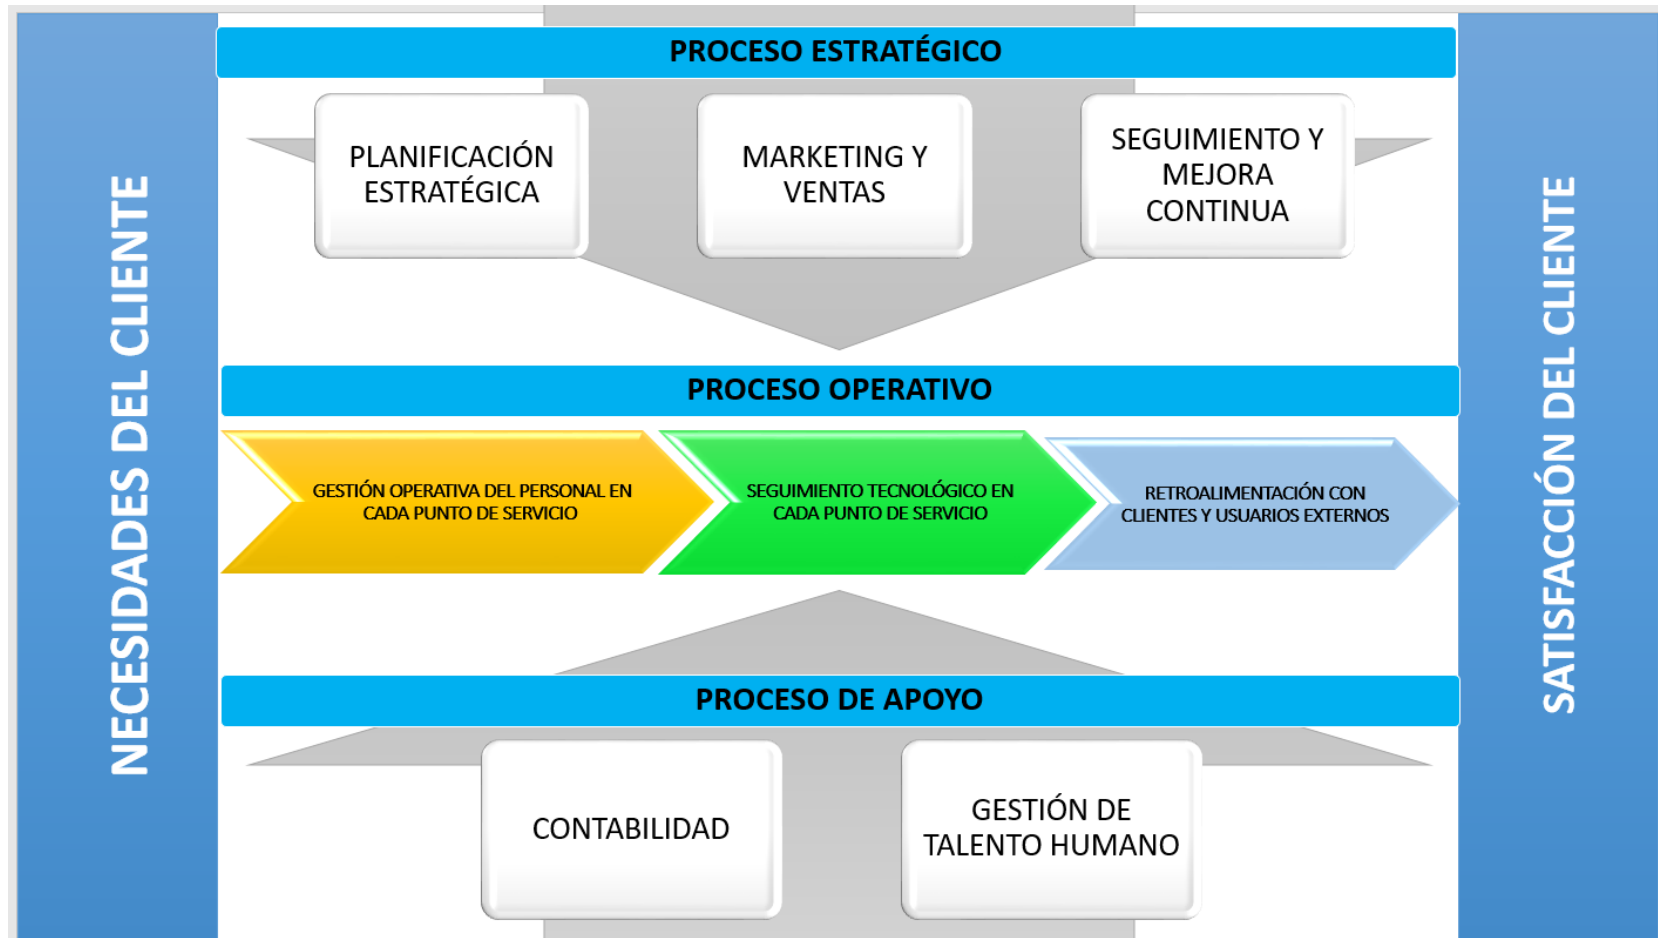 NECESIDADES DEL CLIENTE
PROCESO ESTRATÉGICO
PLANIFICACIÓN
ESTRATÉGICA
MARKETING Y
VENTAS
SEGUIMIENTO Y
MEJORA
CONTINUA
PROCESO OPERATIVO
GESTIÓN OPERATIVA DEL PERSONAL EN
CADA PUNTO DE SERVICIO
SEGUIMIENTO TECNOLÓGICO EN
CADA PUNTO DE SERVICIO
RETROALIMENTACIÓN CON
CLIENTES Y USUARIOS EXTERNOS
PROCESO DE APOYO
CONTABILIDAD
GESTIÓN DE
TALENTO HUMANO
SATISFACCIÓN DEL CLIENTE